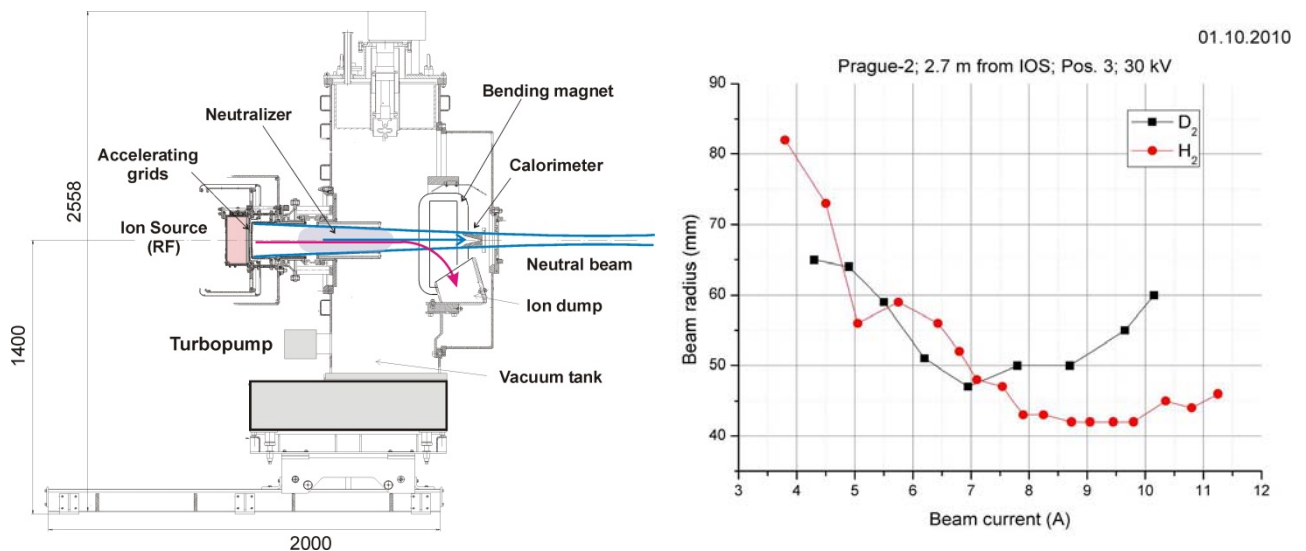 Neutralizer
Bending magnet
Accelerating
grids
Calorimeter
Ion Source
(RF)
Neutral beam
Ion dump
Turbopump
Vacuum tank
2558
1400
2000
01.10.2010
Prague-2; 2.7 m from IOS; Pos. 3; 30 kV
D₂
H₂
Beam radius (mm)
90
80
70
60
50
40
3 4 5 6 7 8 9 10 11 12
Beam current (A)